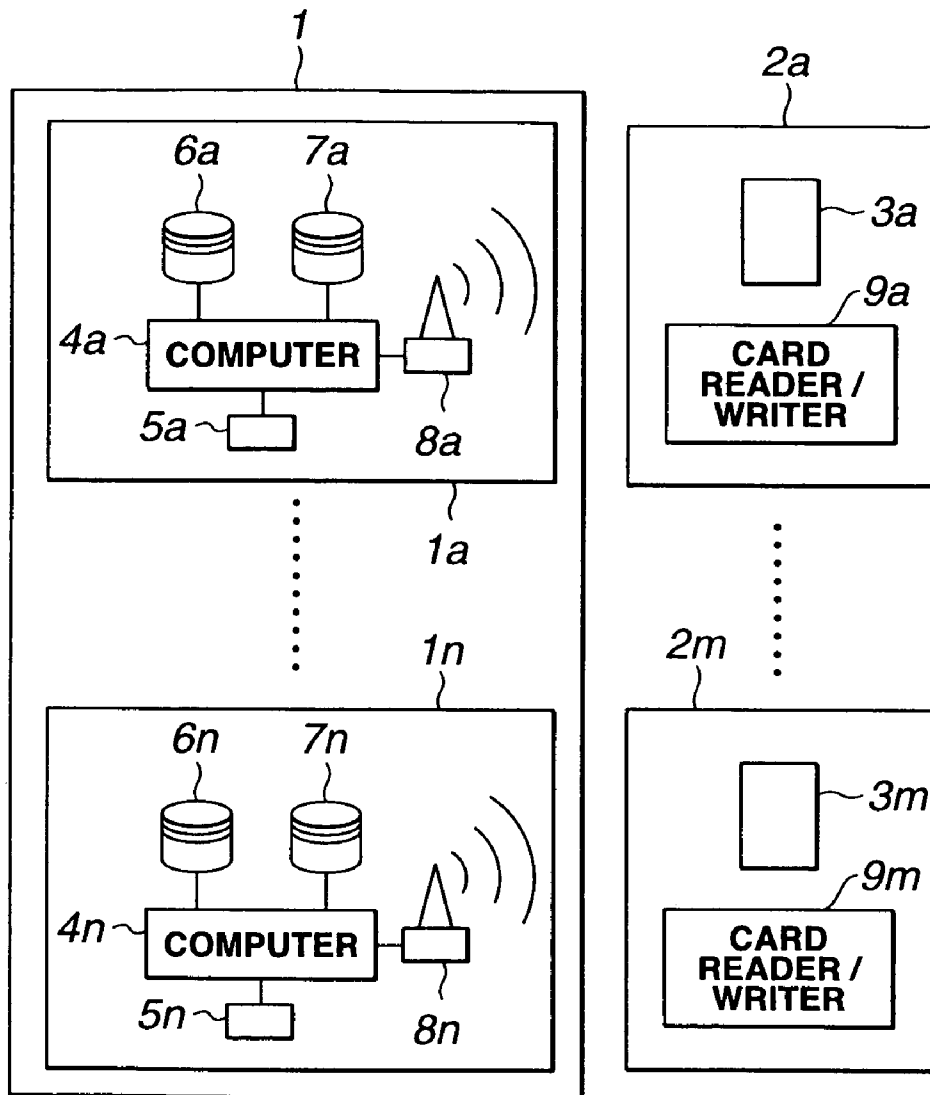 1
2a
6a
7a
3a
4a
COMPUTER
9a
CARD
READER /
WRITER
5a
8a
1a
1n
2m
6n
7n
3m
4n
COMPUTER
9m
CARD
READER /
WRITER
5n
8n